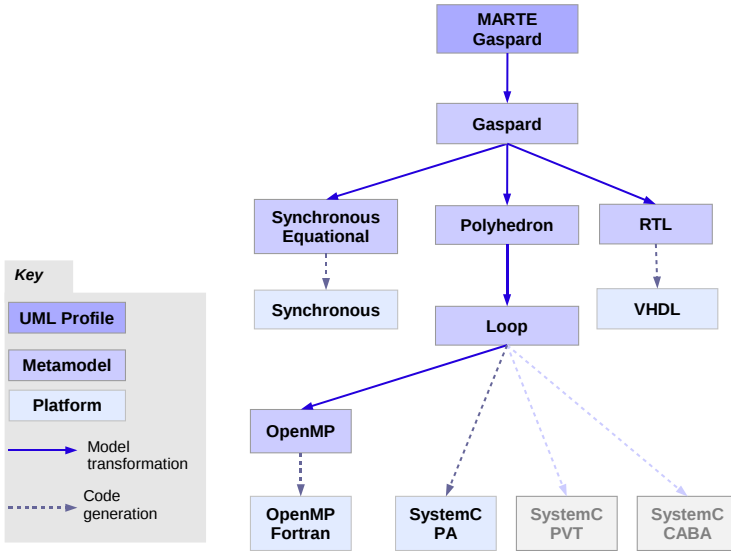 MARTE
Gaspard
Gaspard
Synchronous
Equational
Polyhedron
RTL
Synchronous
VHDL
Loop
Key
UML Profile
Metamodel
Platform
Model
transformation
Code
generation
OpenMP
OpenMP
Fortran
SystemC
PA
SystemC
PVT
SystemC
CABA